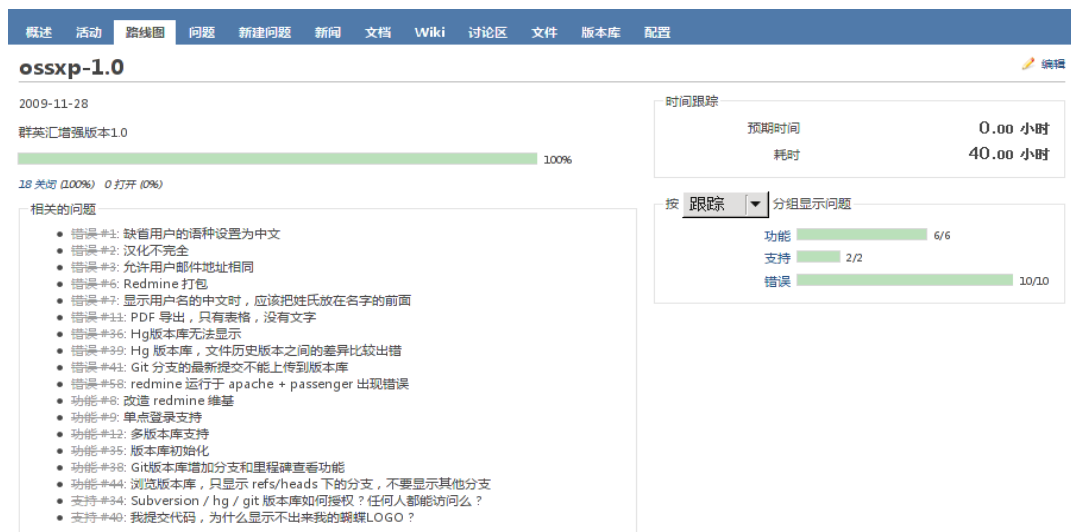 概述 活动 路线图 问题 新建问题 新闻 文档 Wiki 讨论区 文件 版本库 配置
ossxp-1.0
编辑
2009-11-28
群英汇增强版本1.0
100%
18 关闭 (100%) 0 打开 (0%)
相关的问题
错误 #1: 缺省用户的语种设置为中文
错误 #2: 汉化不完全
错误 #3: 允许用户邮件地址相同
错误 #6: Redmine 打包
错误 #7: 显示用户名的中文时，应该把姓氏放在名字的前面
错误 #11: PDF 导出，只有表格，没有文字
错误 #36: Hg版本库无法显示
错误 #39: Hg 版本库，文件历史版本之间的差异比较出错
错误 #41: Git 分支的最新提交不能上传到版本库
错误 #58: redmine 运行于 apache + passenger 出现错误
功能 #8: 改造 redmine 维基
功能 #9: 单点登录支持
功能 #12: 多版本库支持
功能 #35: 版本库初始化
功能 #38: Git版本库增加分支和里程碑查看功能
功能 #44: 浏览版本库，只显示 refs/heads 下的分支，不要显示其他分支
支持 #34: Subversion / hg / git 版本库如何授权？任何人都能访问么？
支持 #40: 我提交代码，为什么显示不出来我的蝴蝶LOGO？
时间跟踪
预期时间 0.00 小时
耗时 40.00 小时
按 跟踪 分组显示问题
功能 6/6
支持 2/2
错误 10/10